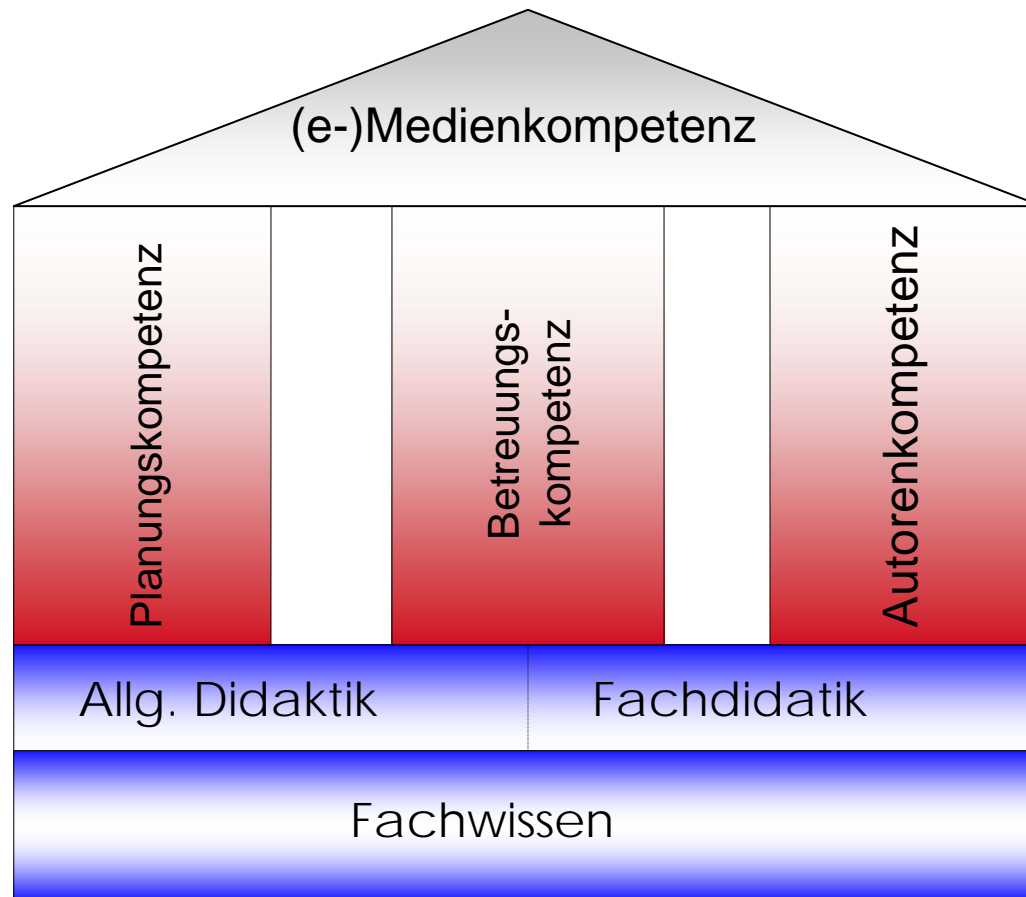 (e-)Medienkompetenz
Planungskompetenz
Betreuungs-
kompetenz
Autorenkompetenz
Allg. Didaktik
Fachdidatik
Fachwissen